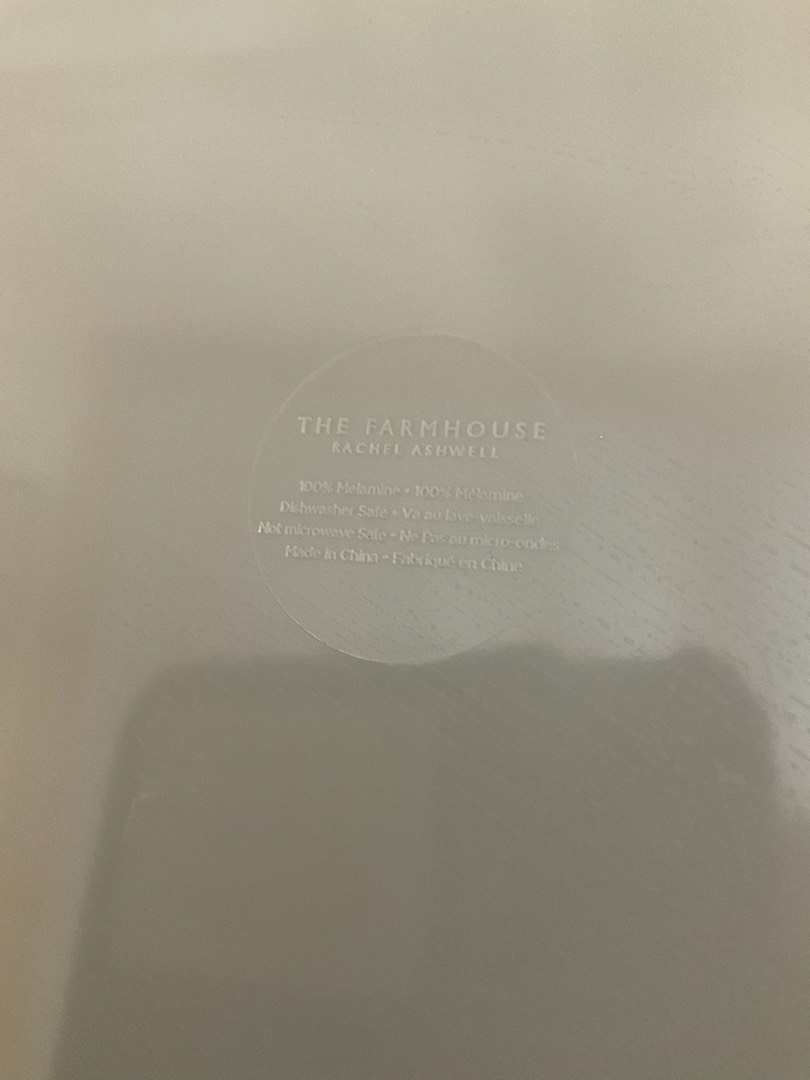 THE FARMHOUSE
RACHEL ASHWELL
100% Melamine • 100% Mélamine
Dishwasher Safe • Va au lave-vaisselle
Not microwave Safe • Ne Pas au micro-ondes
Made in China • Fabriqué en Chine